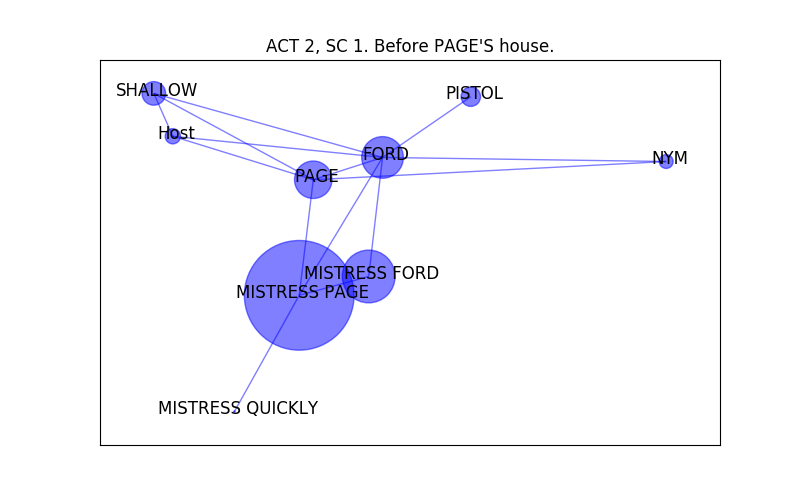 ACT 2, SC 1. Before PAGE'S house.
SHALLOW
PISTOL
Host
FORD
NYM
PAGE
MISTRESS FORD
MISTRESS PAGE
MISTRESS QUICKLY